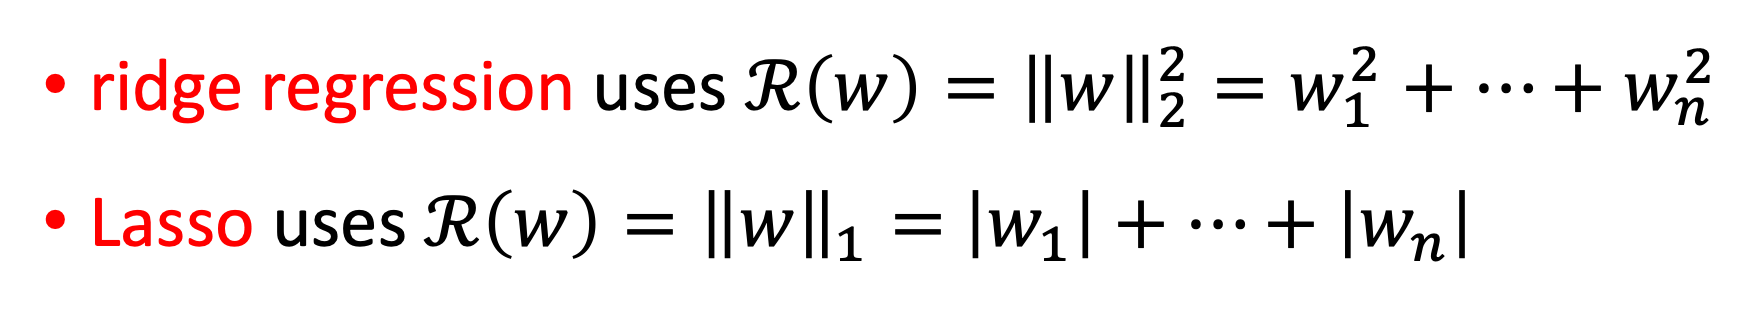 • ridge regression uses ℛ(w) = ‖w‖₂² = w₁² + ⋯ + wₙ²
• Lasso uses ℛ(w) = ‖w‖₁ = |w₁| + ⋯ + |wₙ|